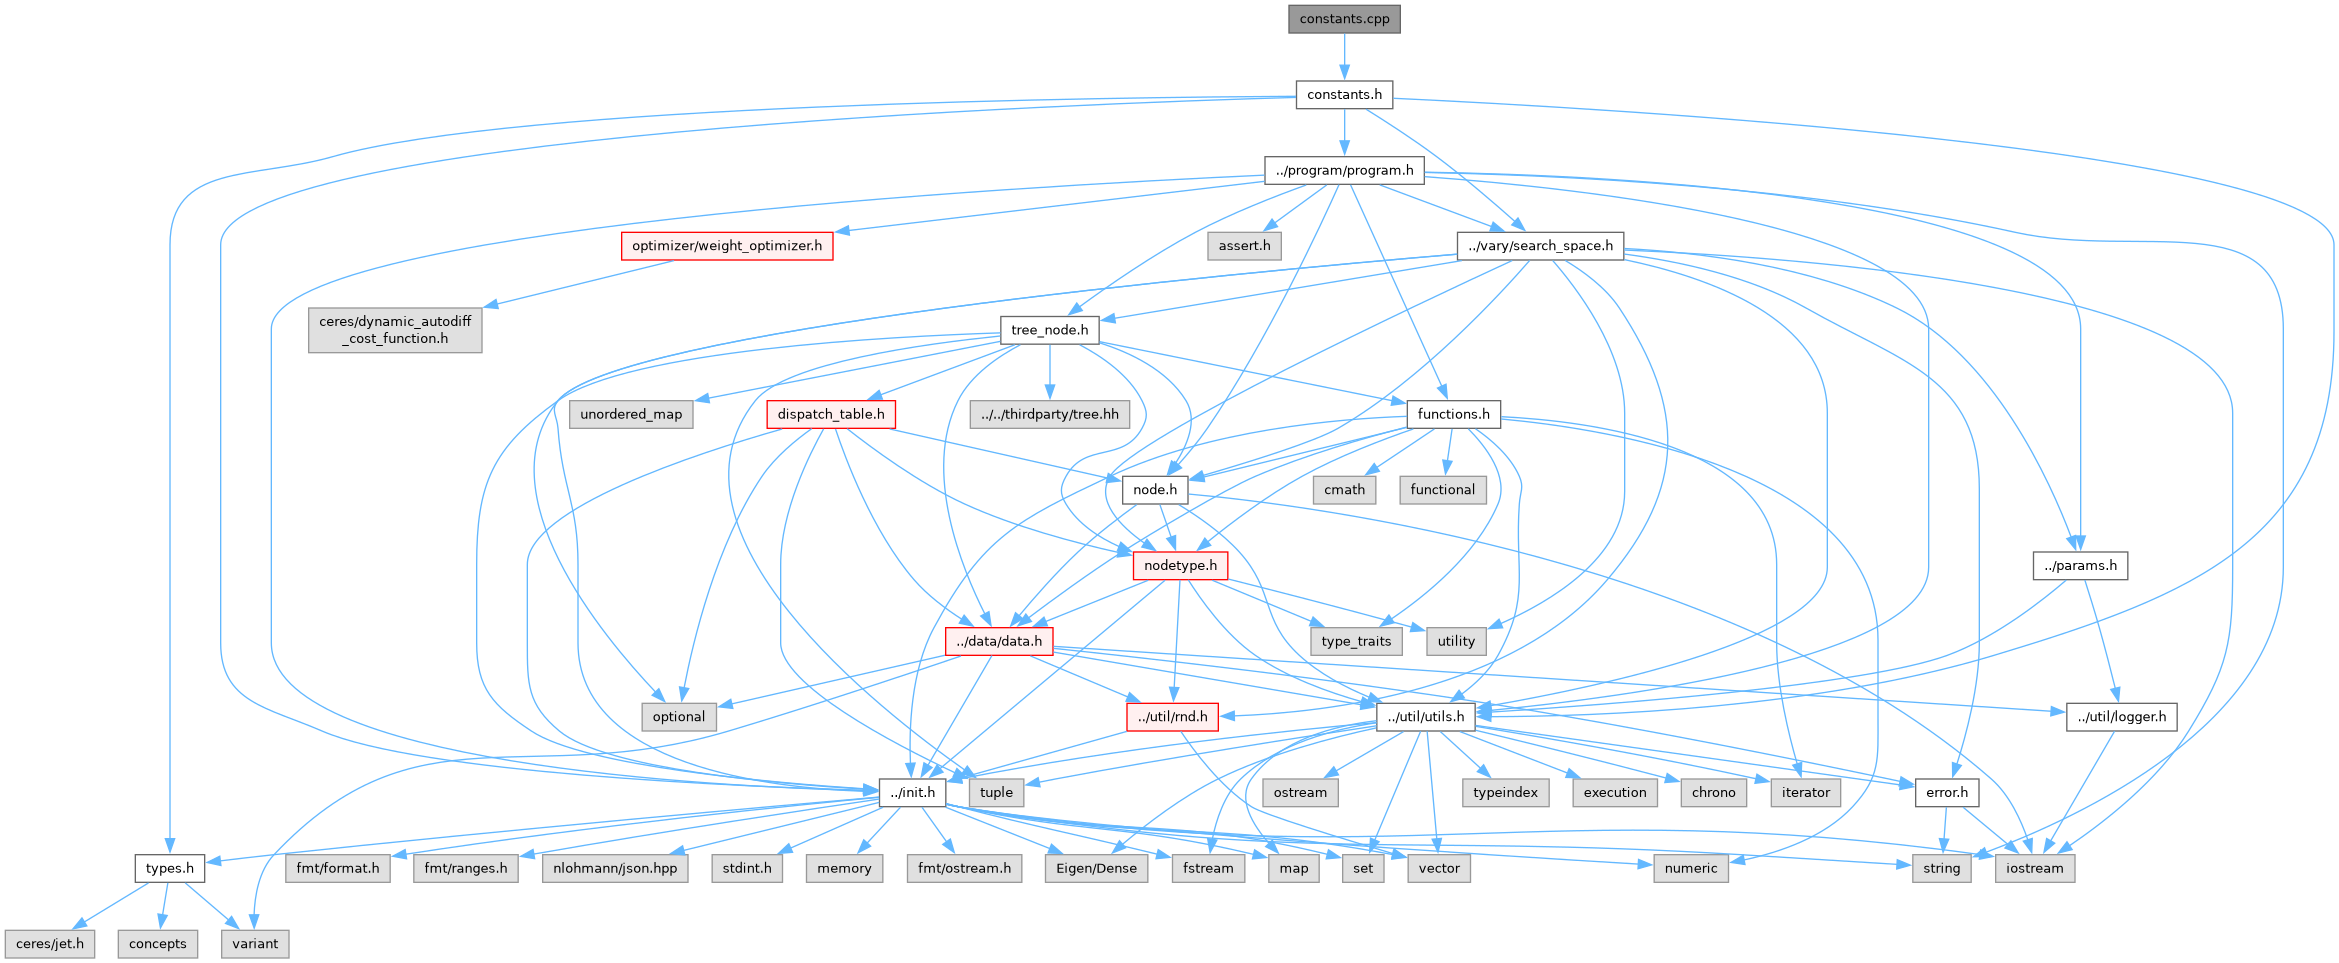 constants.cpp
constants.h
../program/program.h
optimizer/weight_optimizer.h
assert.h
../vary/search_space.h
ceres/dynamic_autodiff
_cost_function.h
tree_node.h
unordered_map
dispatch_table.h
../../thirdparty/tree.hh
functions.h
node.h
cmath
functional
nodetype.h
../params.h
../data/data.h
type_traits
utility
optional
../util/rnd.h
../util/utils.h
../util/logger.h
../init.h
tuple
ostream
typeindex
execution
chrono
iterator
error.h
types.h
fmt/format.h
fmt/ranges.h
nlohmann/json.hpp
stdint.h
memory
fmt/ostream.h
Eigen/Dense
fstream
map
set
vector
numeric
string
iostream
ceres/jet.h
concepts
variant